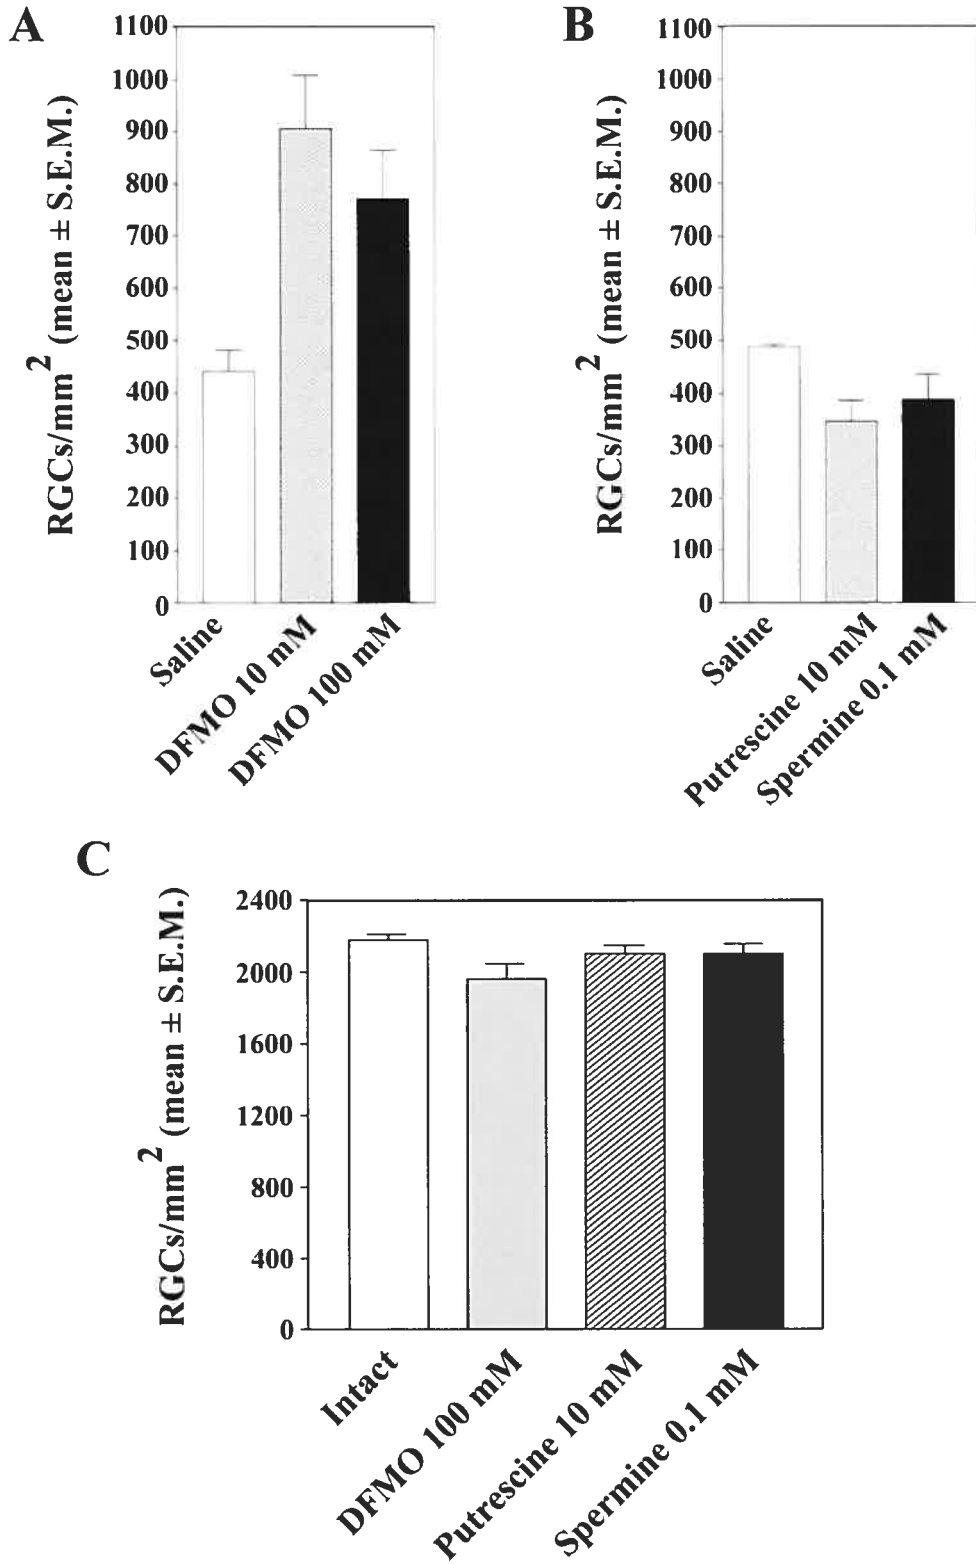 A
RGCs/mm² (mean ± S.E.M.)
1100
1000
900
800
700
600
500
400
300
200
100
0
Saline
DFMO 10 mM
DFMO 100 mM
B
RGCs/mm² (mean ± S.E.M.)
1100
1000
900
800
700
600
500
400
300
200
100
0
Saline
Putrescine 10 mM
Spermine 0.1 mM
C
RGCs/mm² (mean ± S.E.M.)
2400
2000
1600
1200
800
400
0
Intact
DFMO 100 mM
Putrescine 10 mM
Spermine 0.1 mM